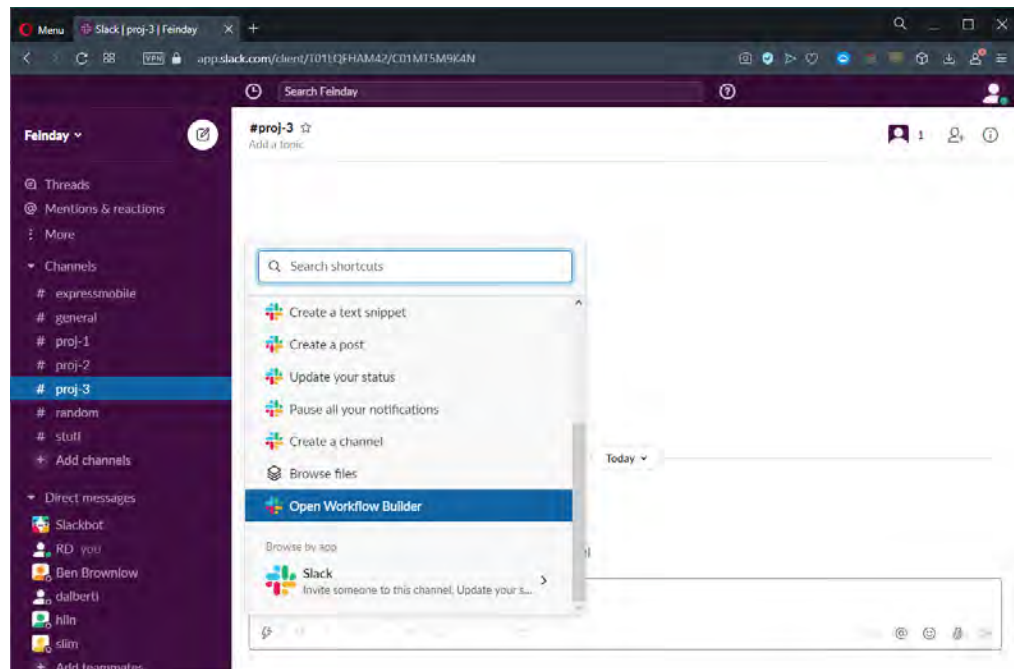 Menu
Slack | proj-3 | Feinday
VPN
app.slack.com/client/T01LQFHAM42/C01MT5M9K4N
Search Feinday
Feinday
#proj-3
Add a topic
1
Threads
Mentions & reactions
More
Channels
# expressmobile
# general
# proj-1
# proj-2
# proj-3
# random
# stuff
+ Add channels
Direct messages
Slackbot
RD you
Ben Brownlow
dalberti
hlin
slim
+ Add teammates
Search shortcuts
Create a text snippet
Create a post
Update your status
Pause all your notifications
Create a channel
Browse files
Open Workflow Builder
Browse by app
Slack
Invite someone to this channel, Update your s...
Today